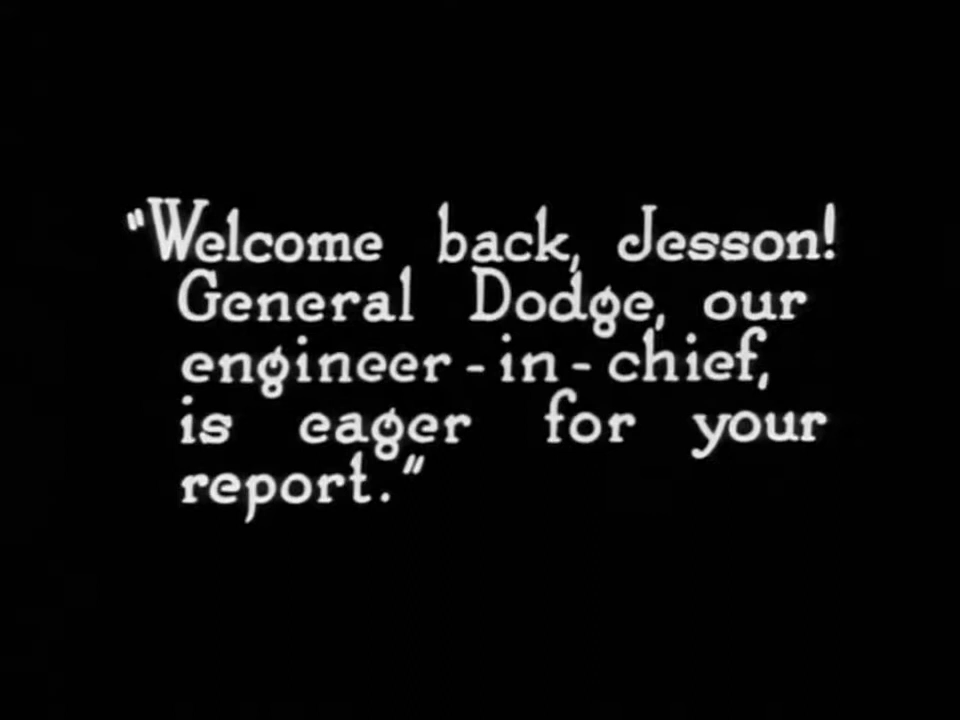 "Welcome back, Jesson!
General Dodge, our
engineer-in-chief,
is eager for your
report."